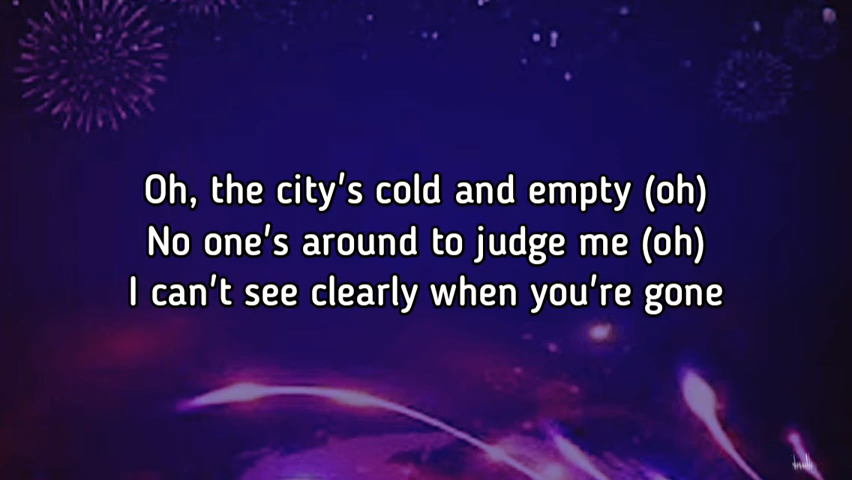 Oh, the city's cold and empty (oh)
No one's around to judge me (oh)
I can't see clearly when you're gone